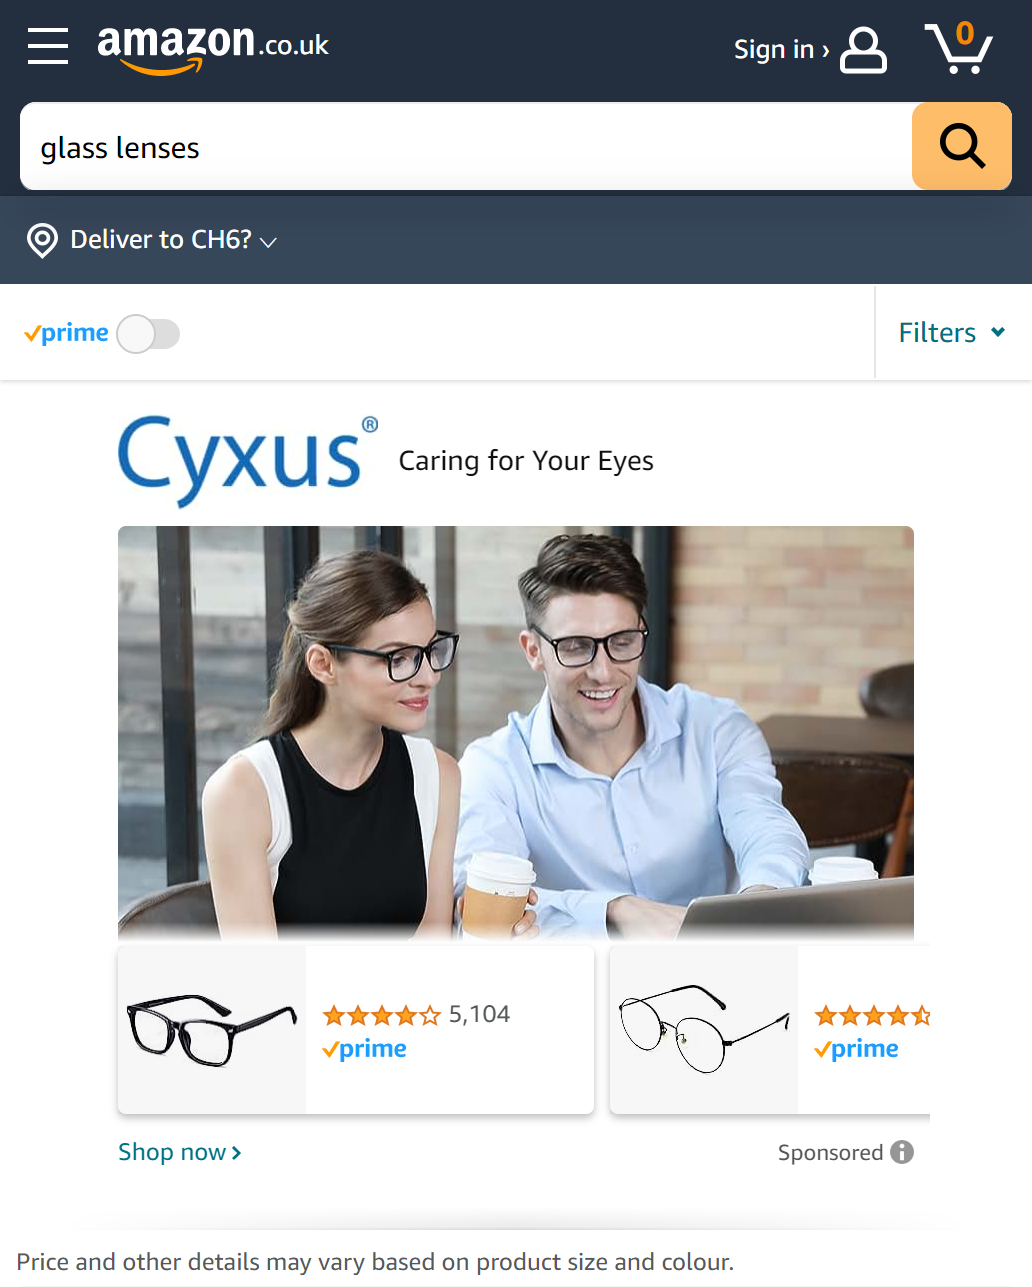 amazon.co.uk
Sign in ›
0
glass lenses
Deliver to CH6?
prime
Filters
Cyxus®
Caring for Your Eyes
5,104
prime
prime
Shop now
Sponsored
Price and other details may vary based on product size and colour.